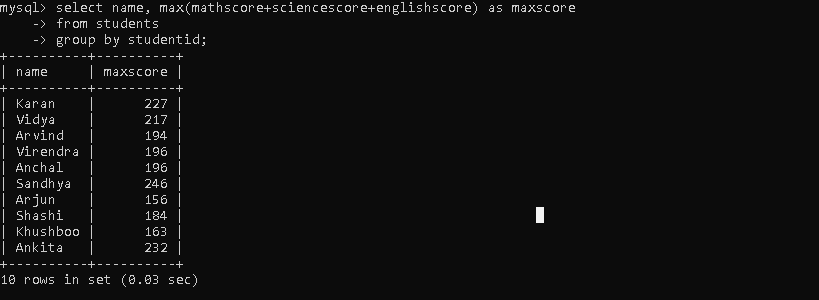 mysql> select name, max(mathscore+sciencescore+englishscore) as maxscore
    -> from students
    -> group by studentid;
+----------+----------+
| name     | maxscore |
+----------+----------+
| Karan    |      227 |
| Vidya    |      217 |
| Arvind   |      194 |
| Virendra |      196 |
| Anchal   |      196 |
| Sandhya  |      246 |
| Arjun    |      156 |
| Shashi   |      184 |
| Khushboo |      163 |
| Ankita   |      232 |
+----------+----------+
10 rows in set (0.03 sec)